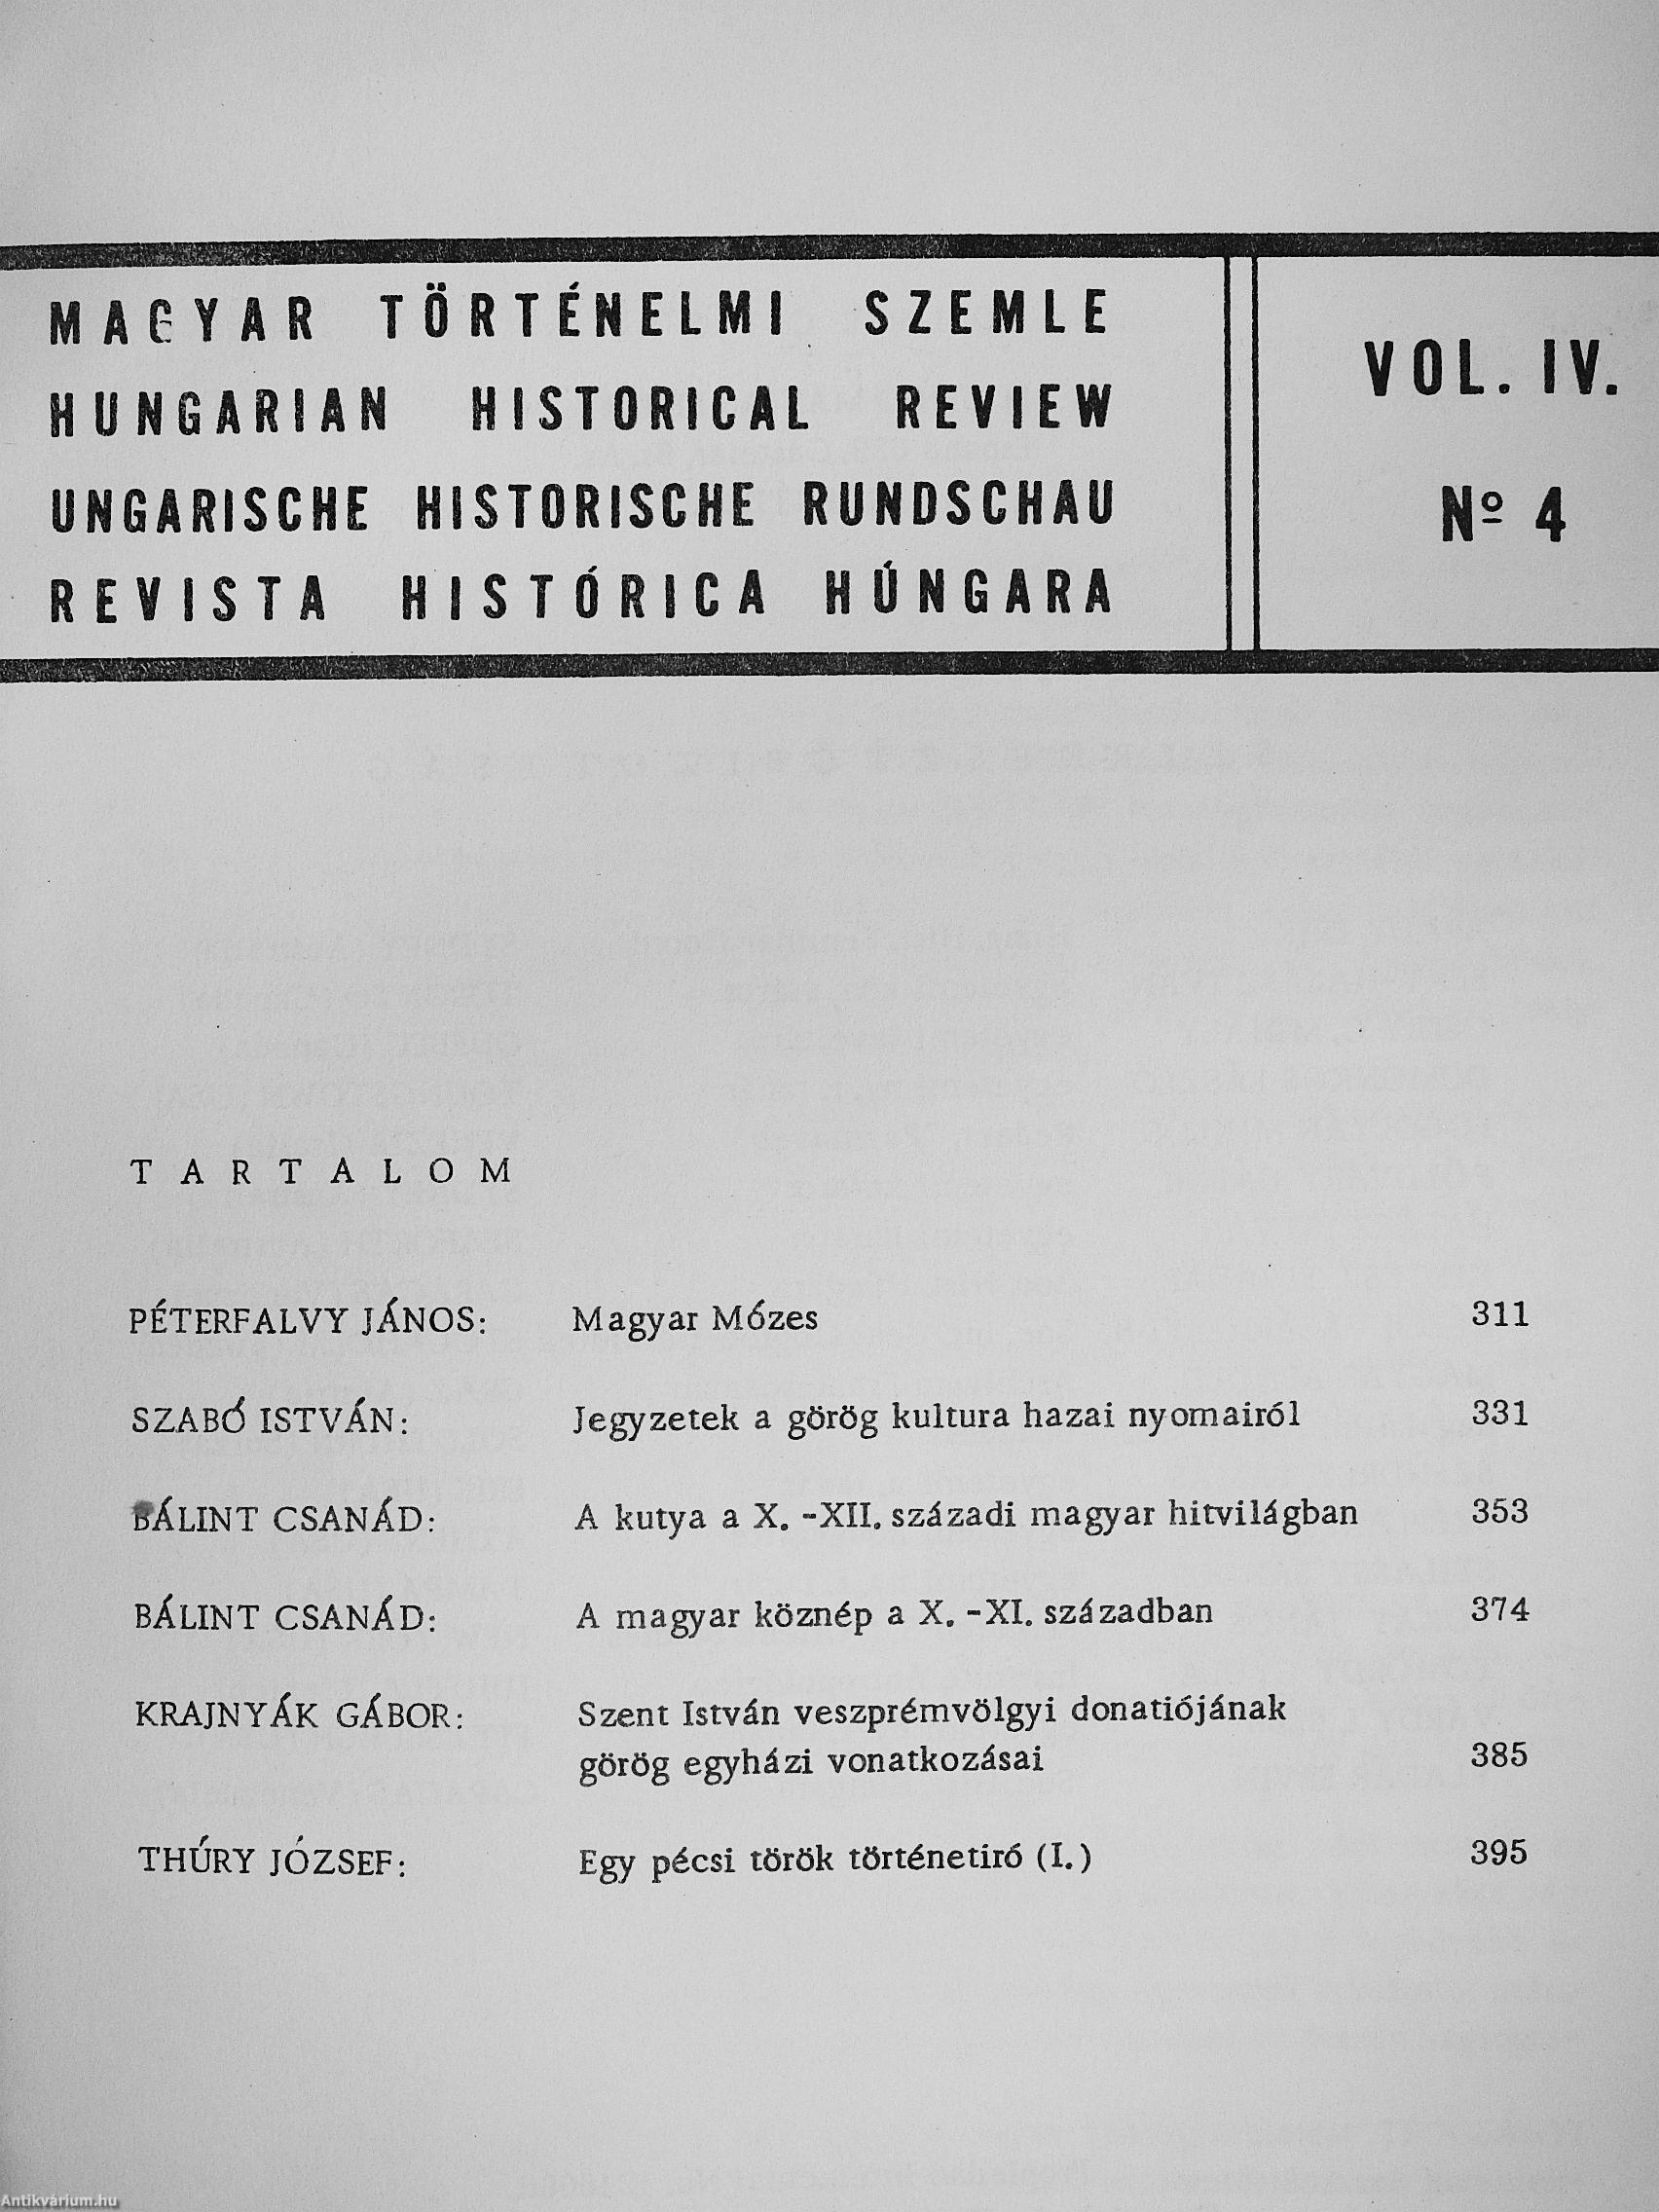 MAGYAR TÖRTÉNELMI SZEMLE
HUNGARIAN HISTORICAL REVIEW
UNGARISCHE HISTORISCHE RUNDSCHAU
REVISTA HISTÓRICA HÚNGARA
VOL. IV.
Nº 4
TARTALOM
PÉTERFALVY JÁNOS: Magyar Mózes 311
SZABÓ ISTVÁN: Jegyzetek a görög kultura hazai nyomairól 331
BÁLINT CSANÁD: A kutya a X. -XII. századi magyar hitvilágban 353
BÁLINT CSANÁD: A magyar köznép a X. -XI. században 374
KRAJNYÁK GÁBOR: Szent István veszprémvölgyi donatiójának
görög egyházi vonatkozásai 385
THÚRY JÓZSEF: Egy pécsi török történetiró (I.) 395
Antikvárium.hu